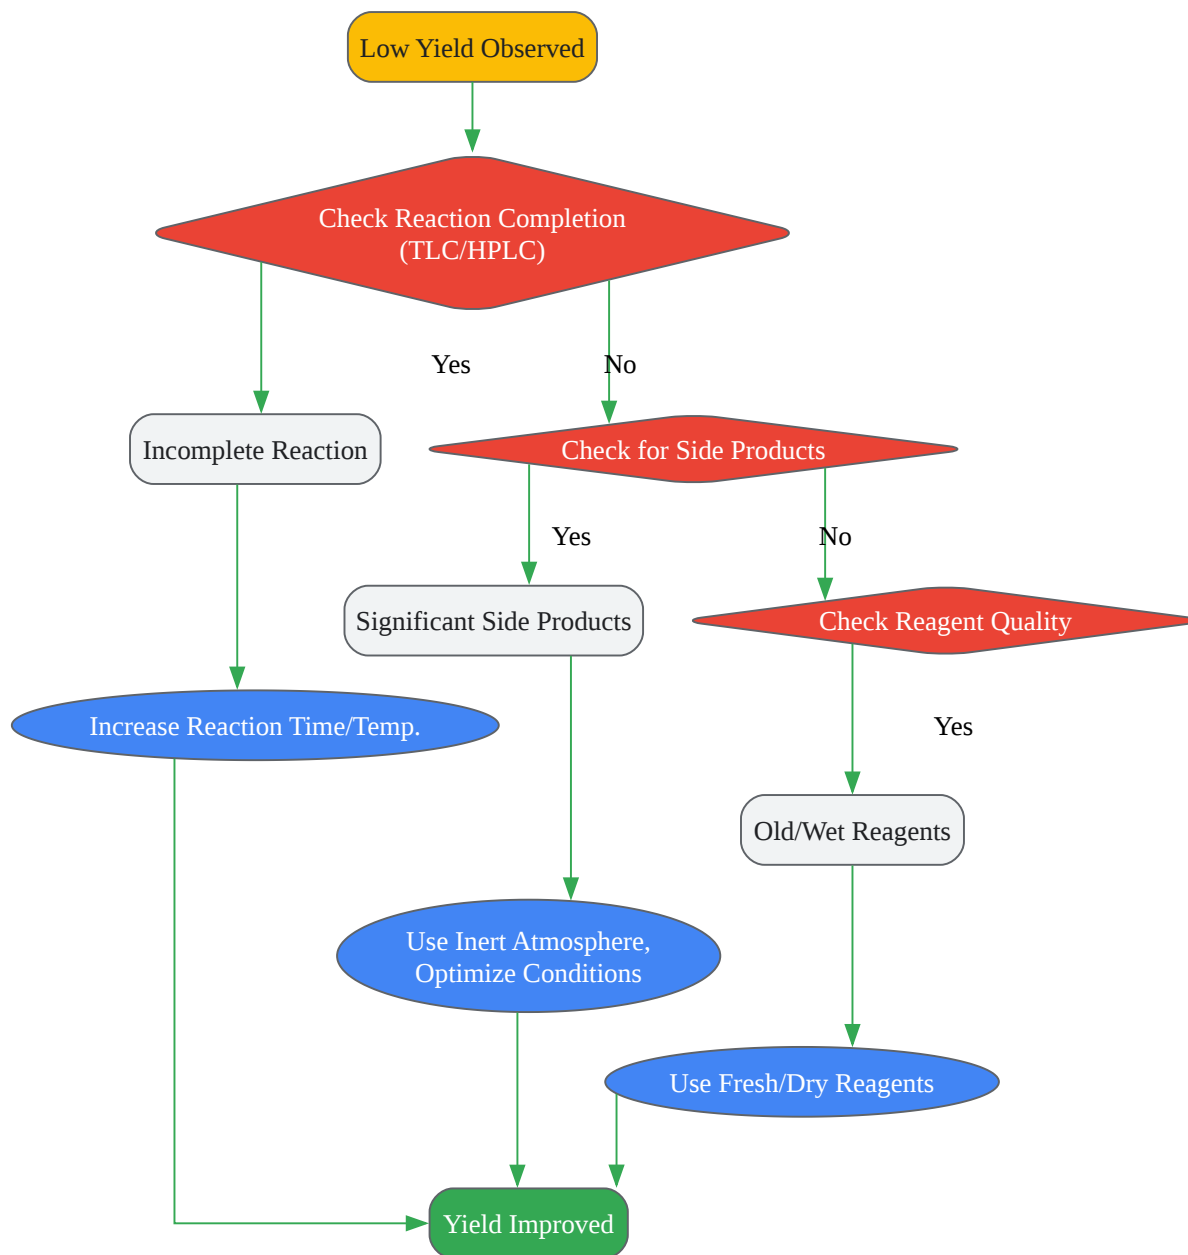 Low Yield Observed
Check Reaction Completion
(TLC/HPLC)
Yes
No
Incomplete Reaction
Check for Side Products
Yes
No
Significant Side Products
Check Reagent Quality
Increase Reaction Time/Temp.
Yes
Old/Wet Reagents
Use Inert Atmosphere,
Optimize Conditions
Use Fresh/Dry Reagents
Yield Improved